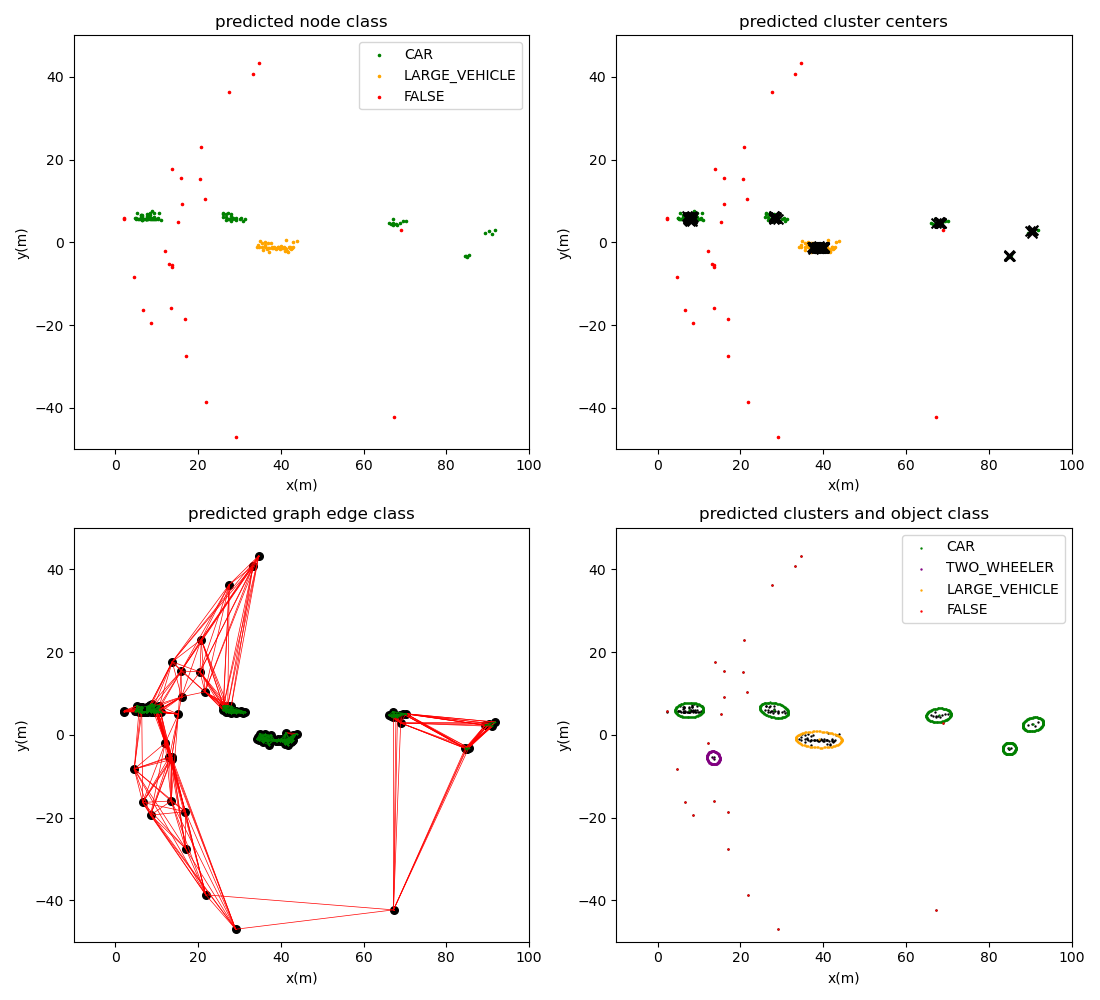 predicted node class
CAR
LARGE_VEHICLE
FALSE
y(m)
40
20
0
−20
−40
0 20 40 60 80 100
x(m)
predicted cluster centers
y(m)
40
20
0
−20
−40
0 20 40 60 80 100
x(m)
predicted graph edge class
y(m)
40
20
0
−20
−40
0 20 40 60 80 100
x(m)
predicted clusters and object class
CAR
TWO_WHEELER
LARGE_VEHICLE
FALSE
y(m)
40
20
0
−20
−40
0 20 40 60 80 100
x(m)